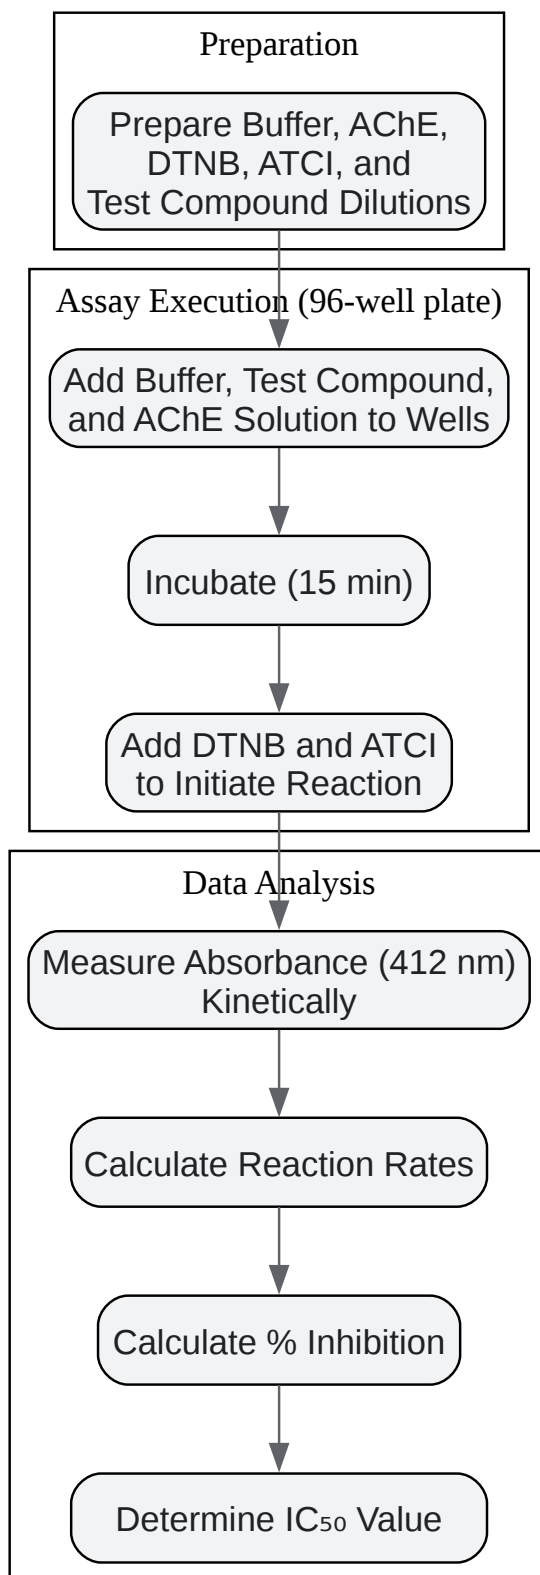 Preparation
Prepare Buffer, AChE,
DTNB, ATCI, and
Test Compound Dilutions
Assay Execution (96-well plate)
Add Buffer, Test Compound,
and AChE Solution to Wells
Incubate (15 min)
Add DTNB and ATCI
to Initiate Reaction
Data Analysis
Measure Absorbance (412 nm)
Kinetically
Calculate Reaction Rates
Calculate % Inhibition
Determine IC₅₀ Value